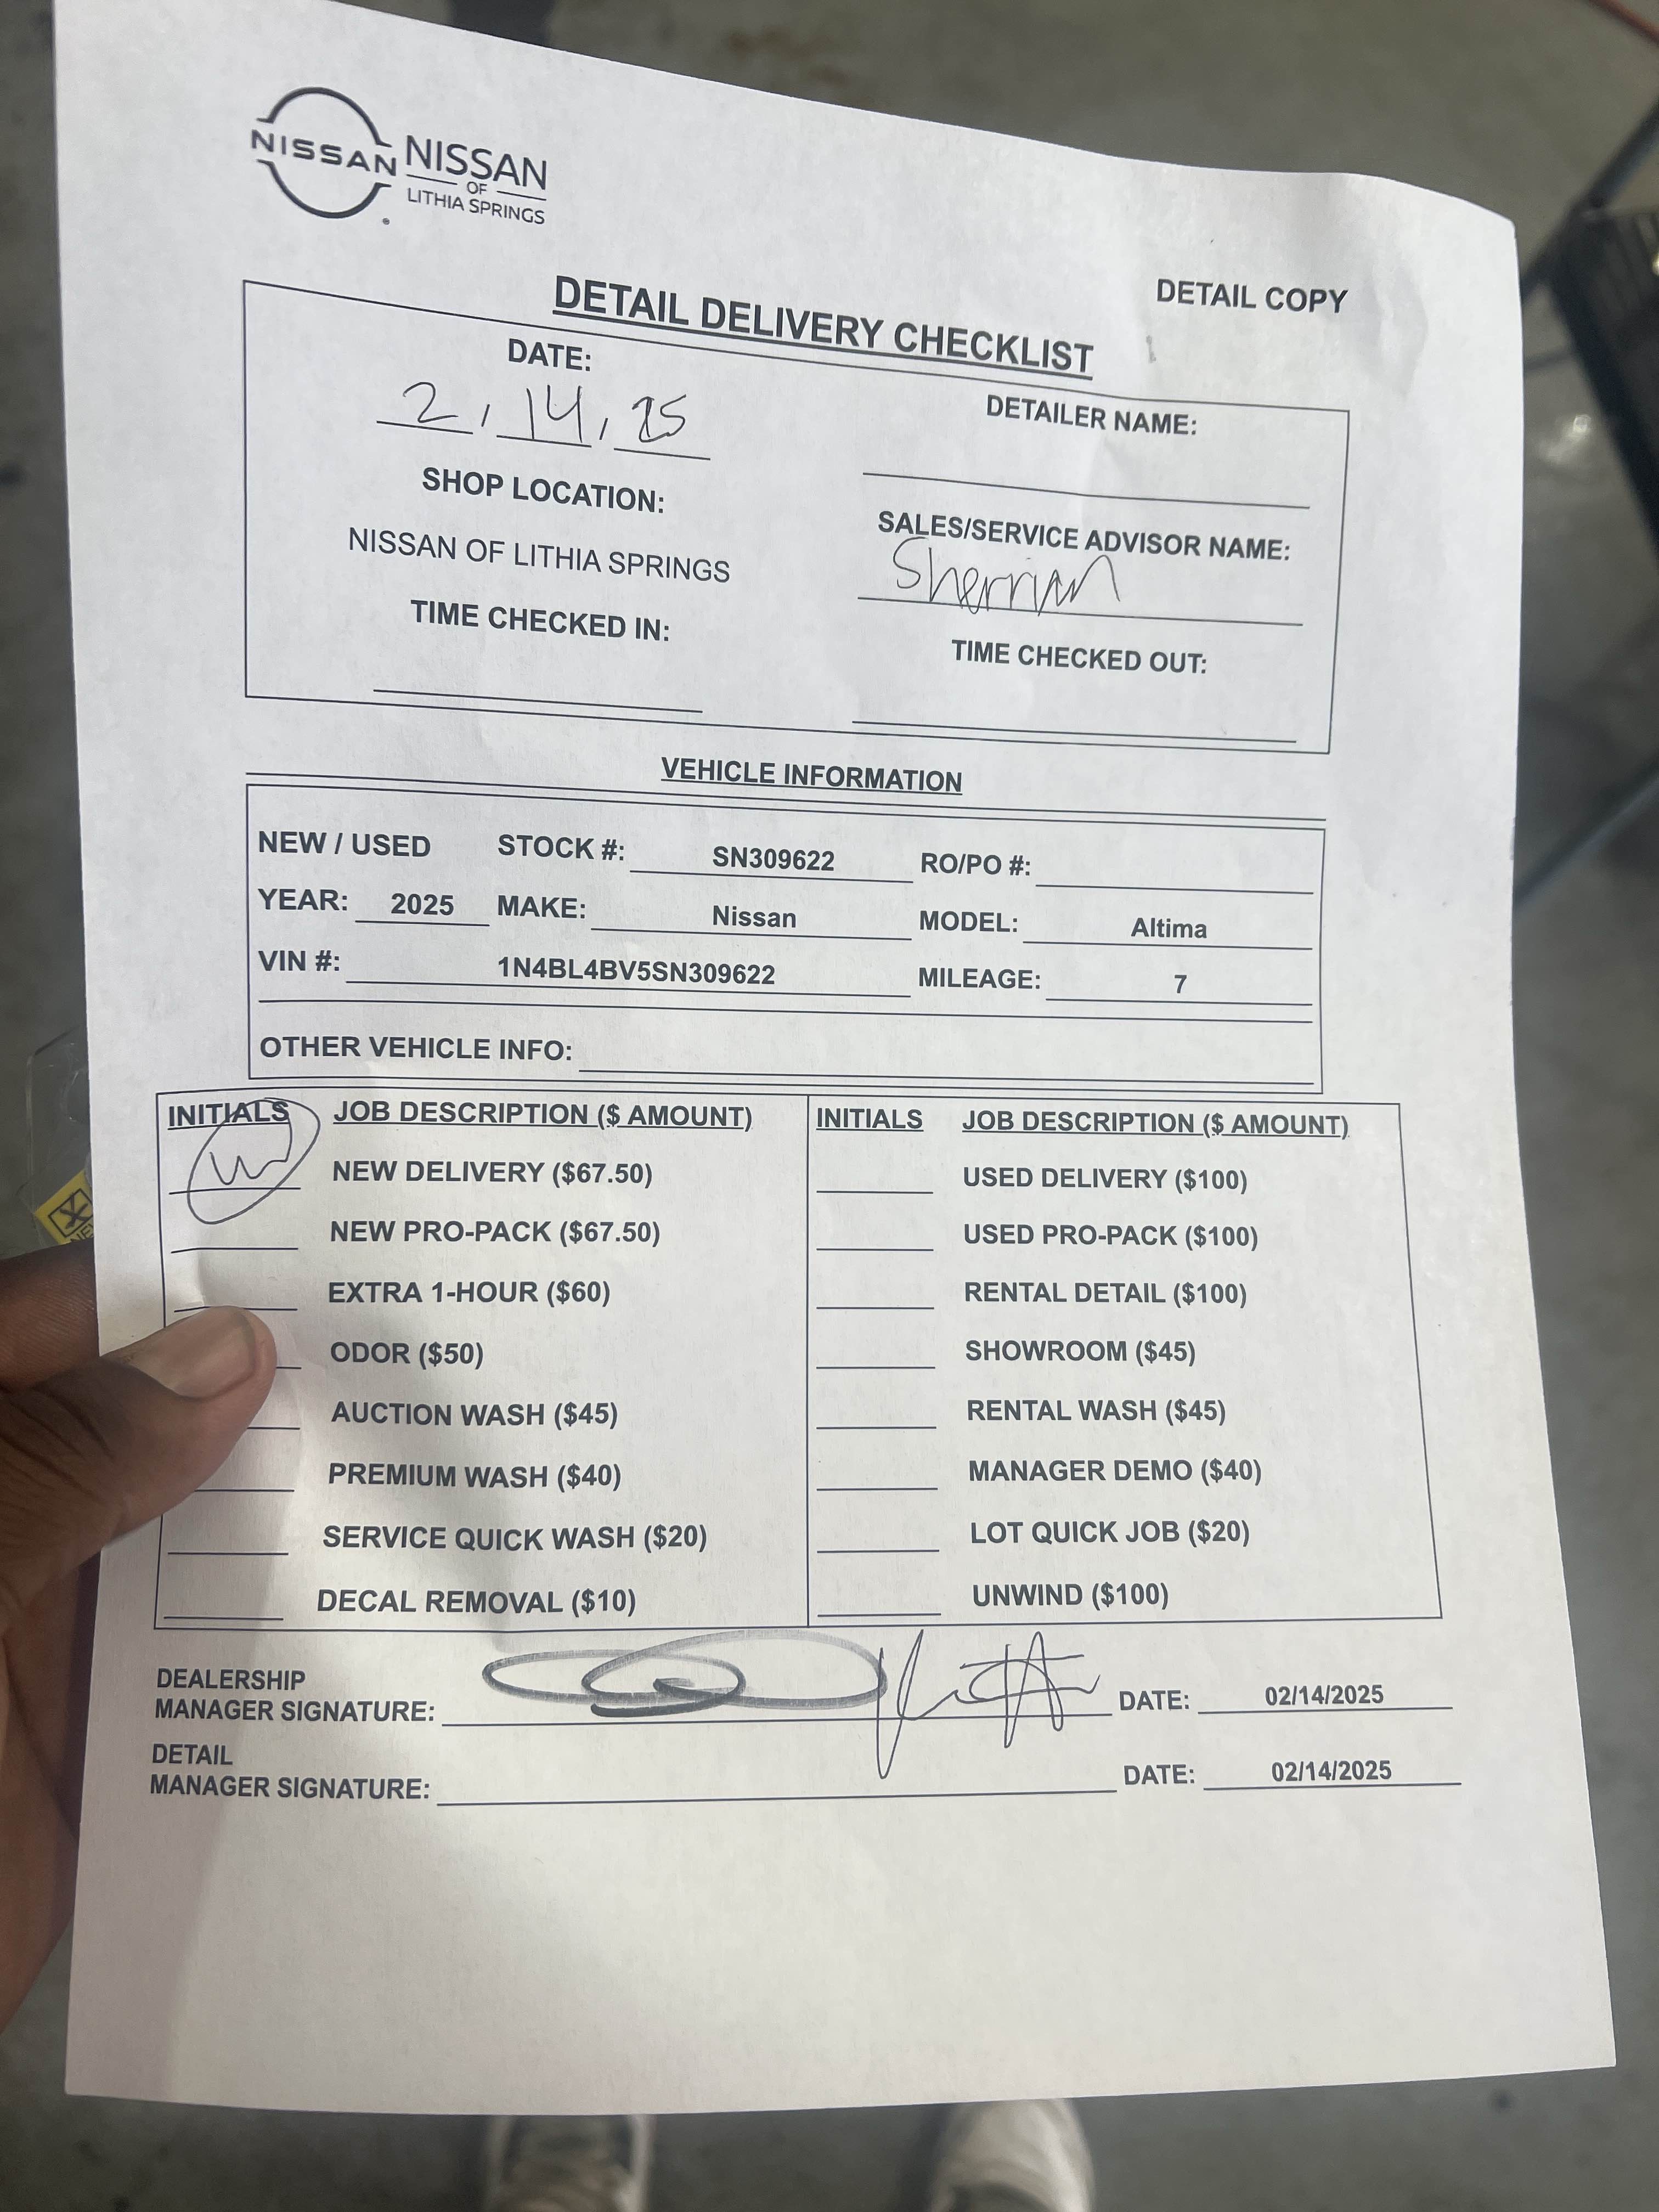 NISSAN
NISSAN
OF
LITHIA SPRINGS
DETAIL COPY
DETAIL DELIVERY CHECKLIST
DATE:
2, 14, 25
DETAILER NAME:
SHOP LOCATION:
NISSAN OF LITHIA SPRINGS
SALES/SERVICE ADVISOR NAME:
TIME CHECKED IN:
TIME CHECKED OUT:
VEHICLE INFORMATION
NEW / USED STOCK #: SN309622 RO/PO #:
YEAR: 2025 MAKE: Nissan MODEL: Altima
VIN #: 1N4BL4BV5SN309622 MILEAGE: 7
OTHER VEHICLE INFO:
INITIALS JOB DESCRIPTION ($ AMOUNT) INITIALS JOB DESCRIPTION ($ AMOUNT)
NEW DELIVERY ($67.50) USED DELIVERY ($100)
NEW PRO-PACK ($67.50) USED PRO-PACK ($100)
EXTRA 1-HOUR ($60) RENTAL DETAIL ($100)
ODOR ($50) SHOWROOM ($45)
AUCTION WASH ($45) RENTAL WASH ($45)
PREMIUM WASH ($40) MANAGER DEMO ($40)
SERVICE QUICK WASH ($20) LOT QUICK JOB ($20)
DECAL REMOVAL ($10) UNWIND ($100)
DEALERSHIP
MANAGER SIGNATURE: DATE: 02/14/2025
DETAIL
MANAGER SIGNATURE: DATE: 02/14/2025